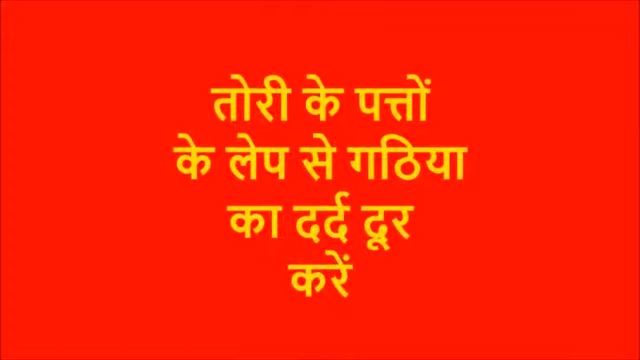 तोरी के पत्तों
के लेप से गठिया
का दर्द दूर
करें